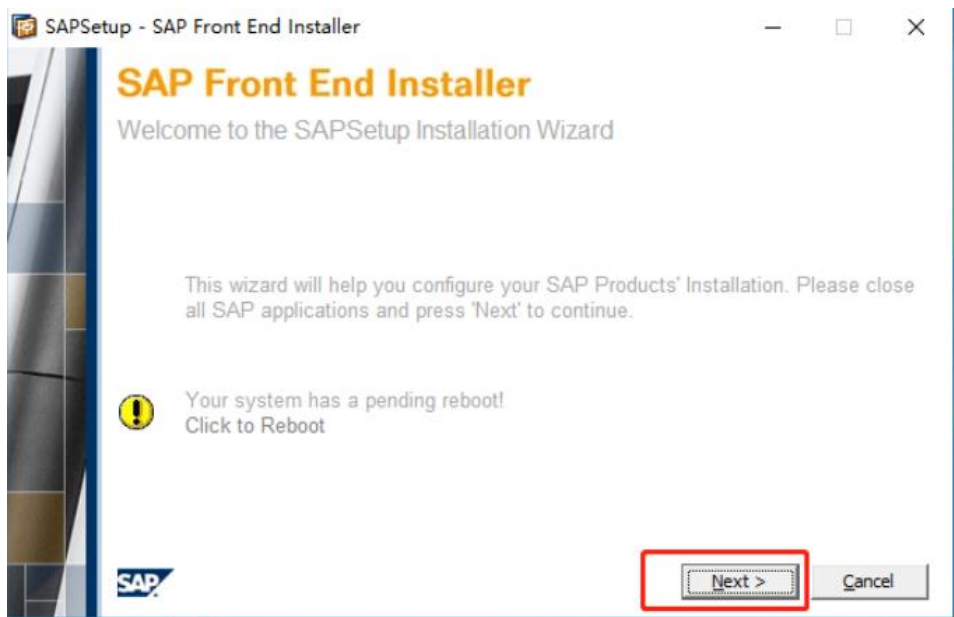 SAPSetup - SAP Front End Installer
SAP Front End Installer
Welcome to the SAPSetup Installation Wizard
This wizard will help you configure your SAP Products' Installation. Please close
all SAP applications and press 'Next' to continue.
Your system has a pending reboot!
Click to Reboot
SAP
Next >
Cancel